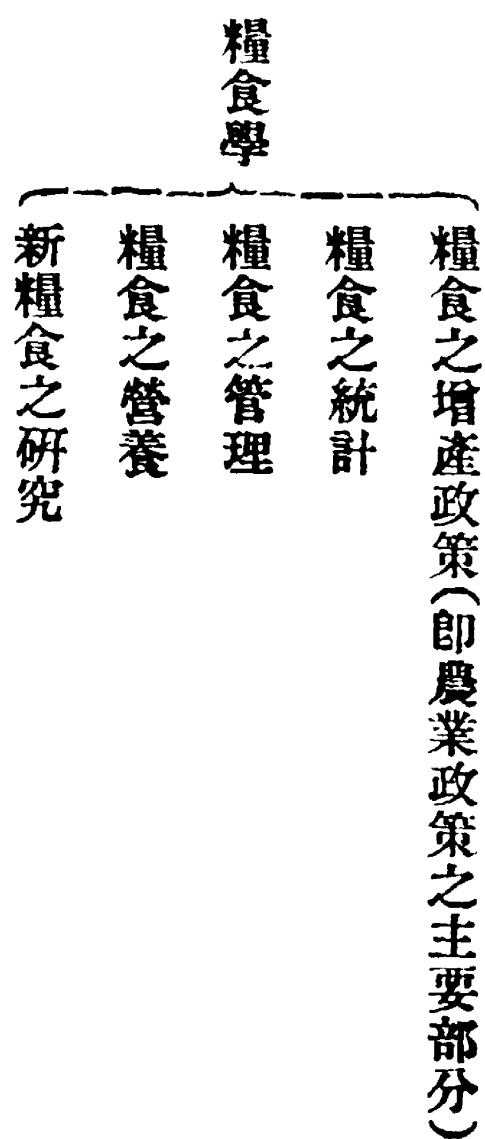 糧食學
糧食之增產政策(卽農業政策之主要部分)
糧食之統計
糧食之管理
糧食之營養
新糧食之研究